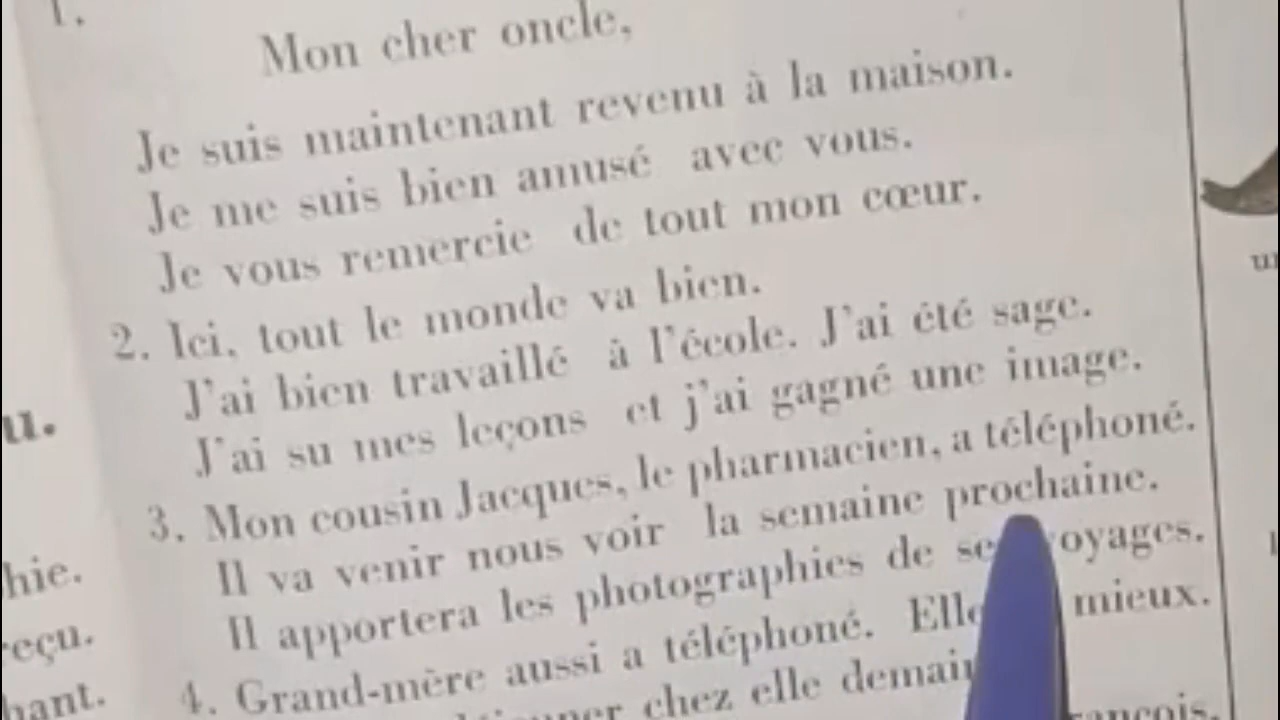 1.
Mon cher oncle,
Je suis maintenant revenu à la maison.
Je me suis bien amusé avec vous.
Je vous remercie de tout mon cœur.
2. Ici, tout le monde va bien.
J'ai bien travaillé à l'école. J'ai été sage.
J'ai su mes leçons et j'ai gagné une image.
3. Mon cousin Jacques, le pharmacien, a téléphoné.
Il va venir nous voir la semaine prochaine.
Il apportera les photographies de voyages.
4. Grand-mère aussi a téléphoné. Elle mieux.
chez elle
u.
hie.
reçu.
hant.